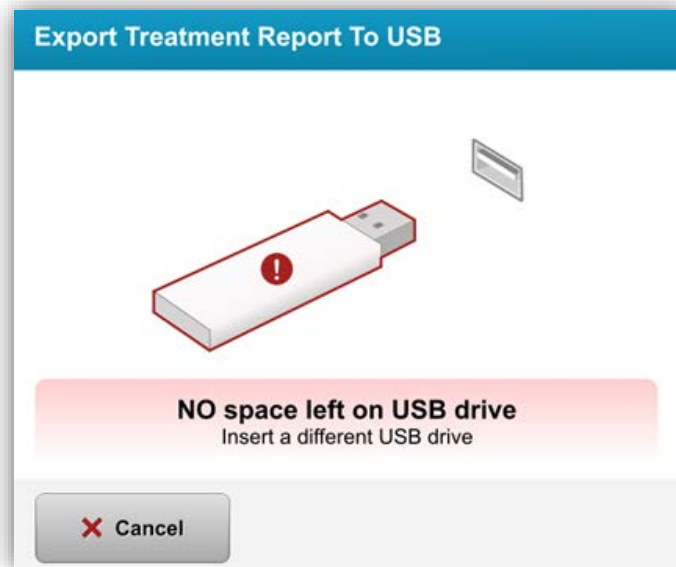 Export Treatment Report To USB
NO space left on USB drive
Insert a different USB drive
Cancel